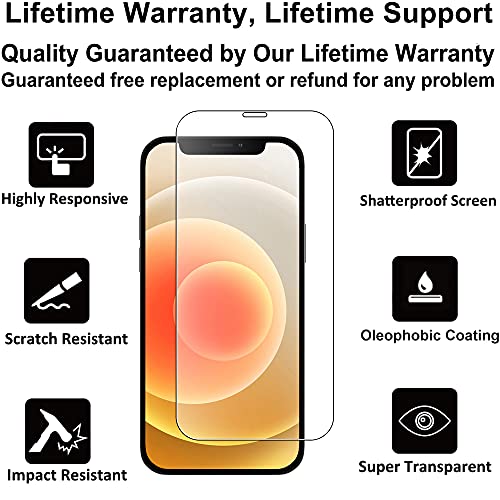 Lifetime Warranty, Lifetime Support
Quality Guaranteed by Our Lifetime Warranty
Guaranteed free replacement or refund for any problem
Highly Responsive
Shatterproof Screen
Scratch Resistant
Oleophobic Coating
Impact Resistant
Super Transparent